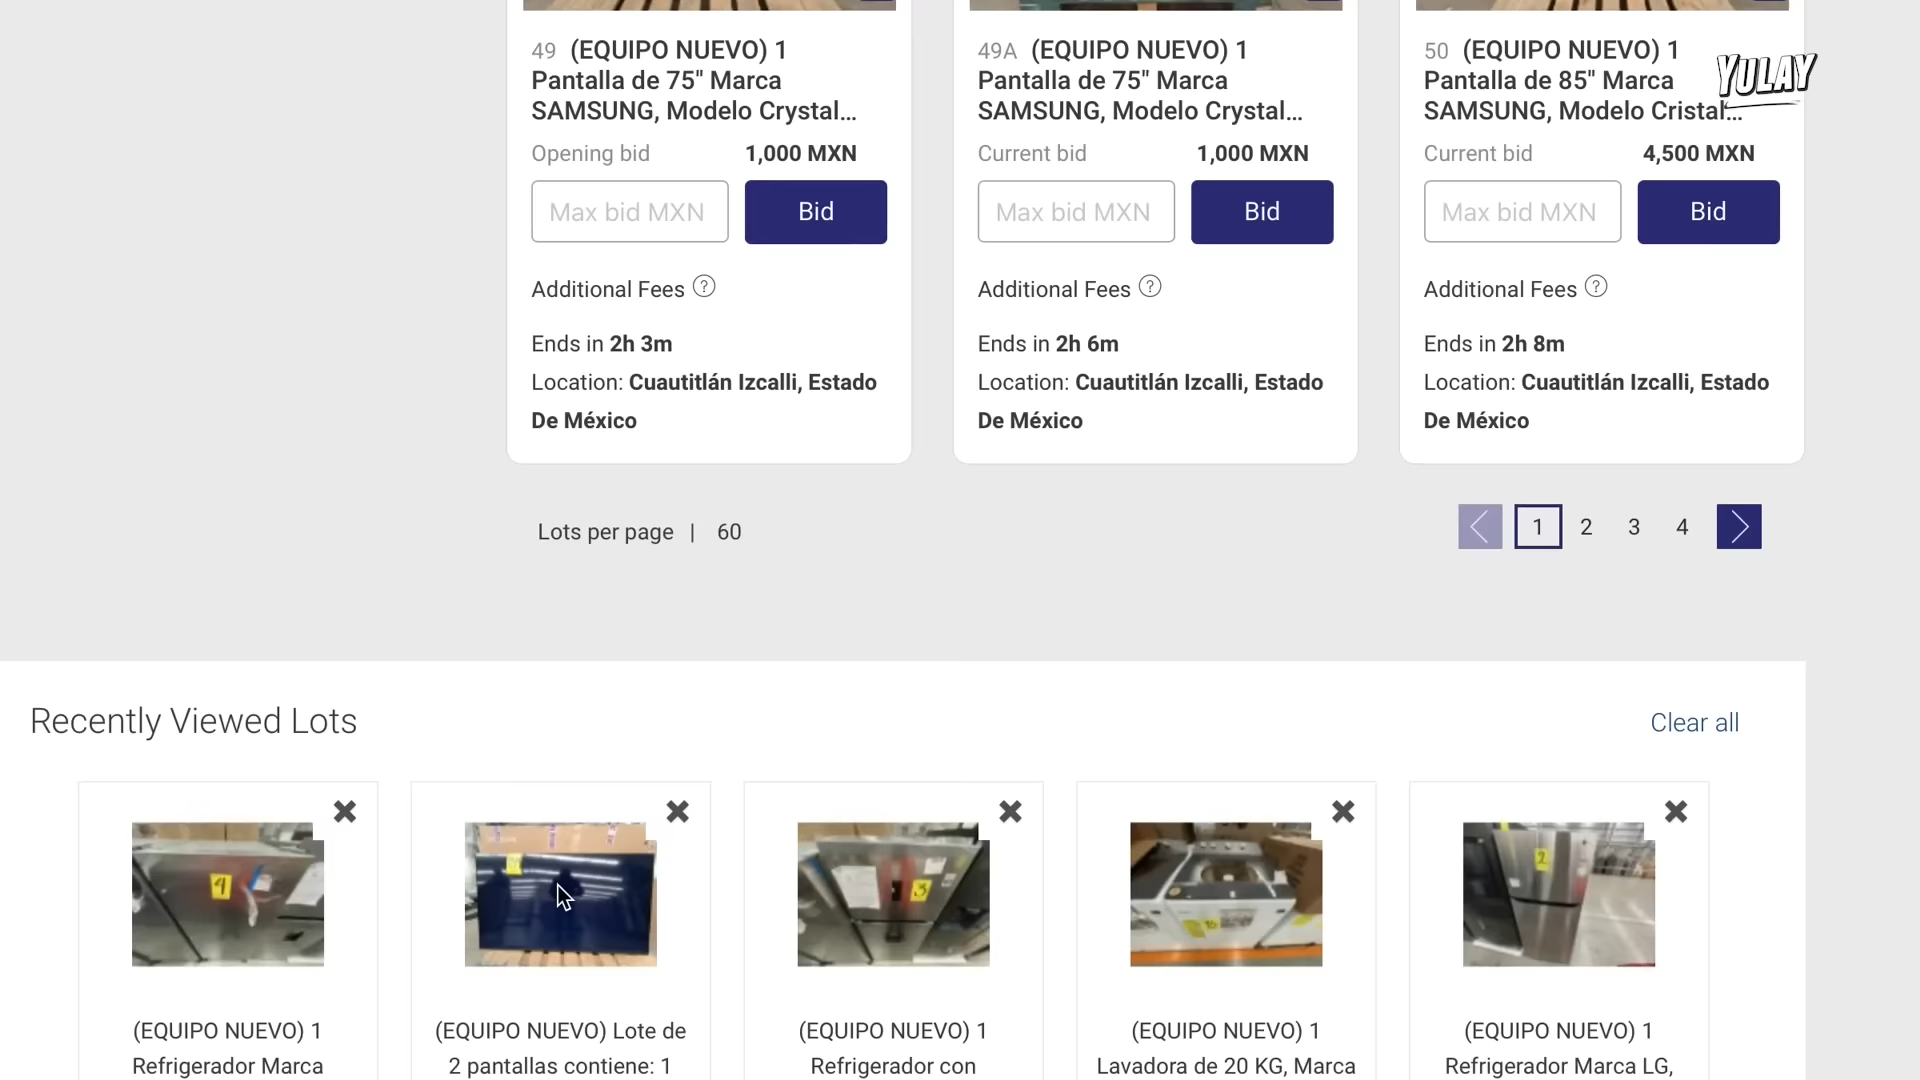 49 (EQUIPO NUEVO) 1
Pantalla de 75" Marca
SAMSUNG, Modelo Crystal...
Opening bid 1,000 MXN
Max bid MXN Bid
Additional Fees ?
Ends in 2h 3m
Location: Cuautitlán Izcalli, Estado
De México
49A (EQUIPO NUEVO) 1
Pantalla de 75" Marca
SAMSUNG, Modelo Crystal...
Current bid 1,000 MXN
Max bid MXN Bid
Additional Fees ?
Ends in 2h 6m
Location: Cuautitlán Izcalli, Estado
De México
50 (EQUIPO NUEVO) 1
Pantalla de 85" Marca
SAMSUNG, Modelo Cristal...
Current bid 4,500 MXN
Max bid MXN Bid
Additional Fees ?
Ends in 2h 8m
Location: Cuautitlán Izcalli, Estado
De México
YULAY
Lots per page | 60
1 2 3 4
Recently Viewed Lots
Clear all
4
3
2
(EQUIPO NUEVO) 1
Refrigerador Marca
(EQUIPO NUEVO) Lote de
2 pantallas contiene: 1
(EQUIPO NUEVO) 1
Refrigerador con
(EQUIPO NUEVO) 1
Lavadora de 20 KG, Marca
(EQUIPO NUEVO) 1
Refrigerador Marca LG,